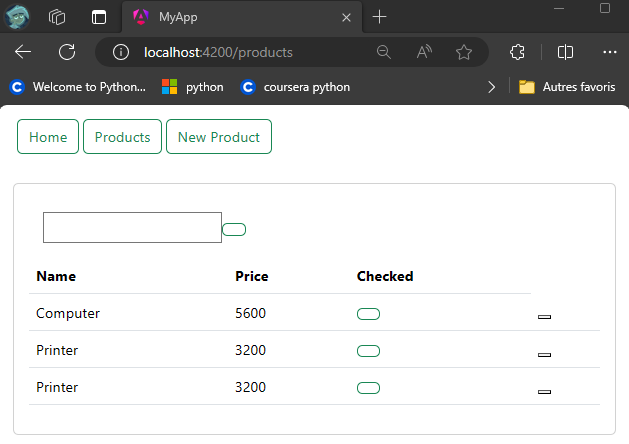 MyApp
localhost:4200/products
Welcome to Python... python coursera python Autres favoris
Home Products New Product
Name Price Checked
Computer 5600
Printer 3200
Printer 3200